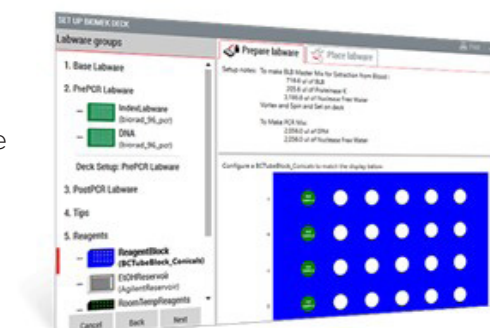 SET UP BIOMEK DECK
Labware groups
1. Base Labware
2. PrePCR Labware
IndexLabware
(biorad_96_pcr)
DNA
(biorad_96_pcr)
Deck Setup: PrePCR Labware
3. PostPCR Labware
4. Tips
5. Reagents
ReagentBlock
(BCTubeBlock_Conicals)
EtOHReservoir
(AgilentReservoir)
RoomTempReagents
Cancel Back Next
Prepare labware Place labware
Setup notes: To make BLB Master Mix for Extraction from Blood:
of BLB
of Proteinase K
of Nuclease Free Water
Vortex and Spin and Set on deck
To Make PCR Mix:
of Nuclease Free Water
Configure a BCTubeBlock_Conicals to match the display below
e